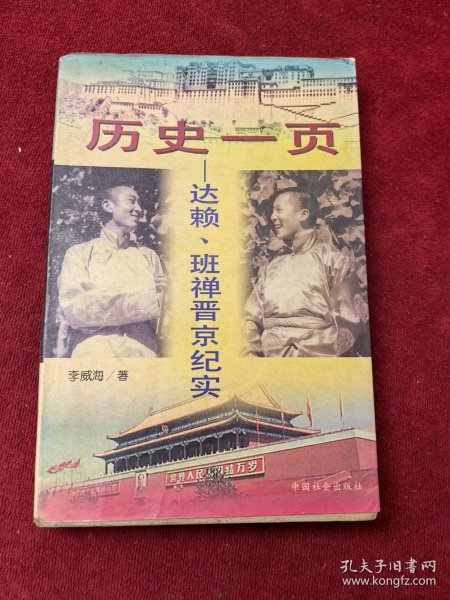 历史一页
—达赖、班禅晋京纪实
李威海/著
世界人民大团结万岁
中国社会出版社
孔夫子旧书网
www.kongfz.com